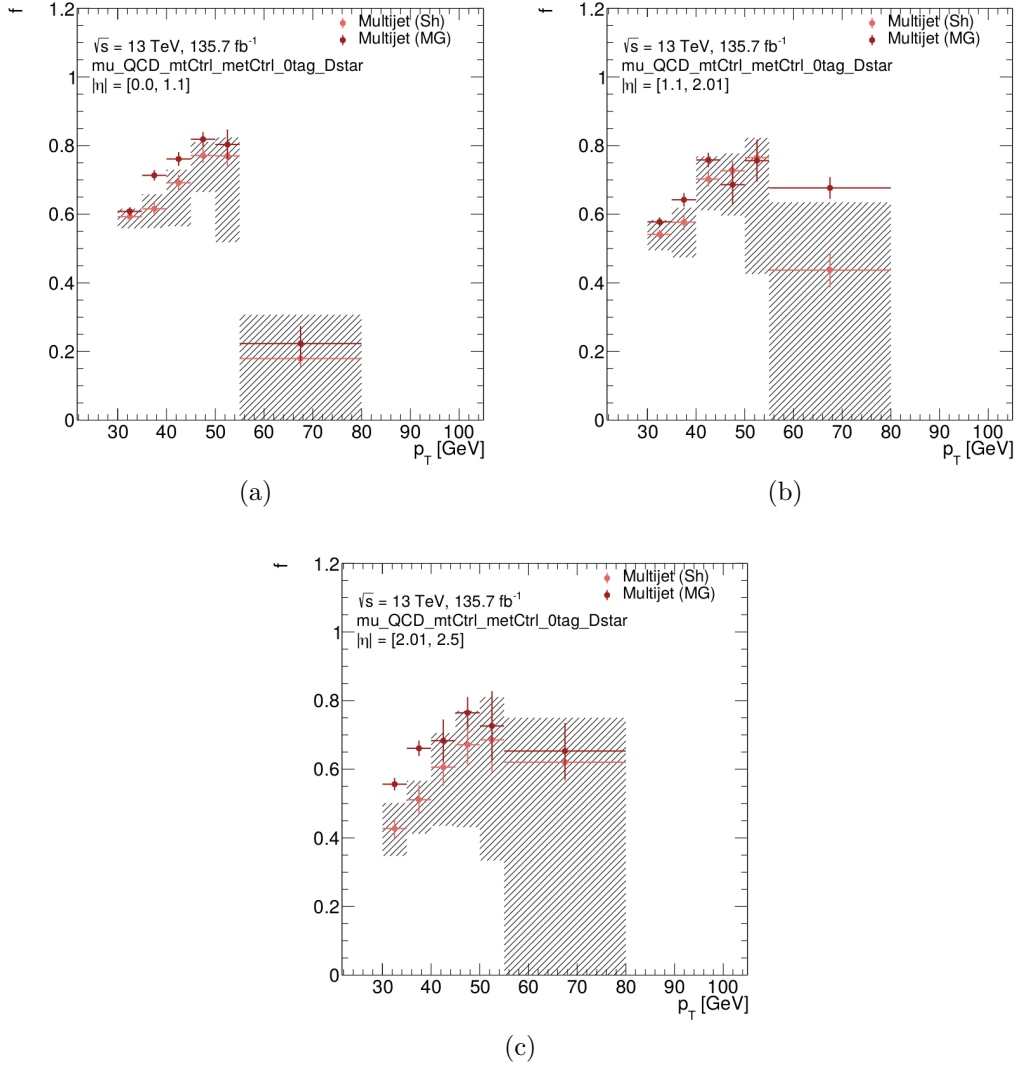 f
Multijet (Sh)
Multijet (MG)
√s = 13 TeV, 135.7 fb⁻¹
mu_QCD_mtCtrl_metCtrl_0tag_Dstar
|η| = [0.0, 1.1]
1.2
1
0.8
0.6
0.4
0.2
0
30 40 50 60 70 80 90 100
p_T [GeV]
(a)
f
Multijet (Sh)
Multijet (MG)
√s = 13 TeV, 135.7 fb⁻¹
mu_QCD_mtCtrl_metCtrl_0tag_Dstar
|η| = [1.1, 2.01]
1.2
1
0.8
0.6
0.4
0.2
0
30 40 50 60 70 80 90 100
p_T [GeV]
(b)
f
Multijet (Sh)
Multijet (MG)
√s = 13 TeV, 135.7 fb⁻¹
mu_QCD_mtCtrl_metCtrl_0tag_Dstar
|η| = [2.01, 2.5]
1.2
1
0.8
0.6
0.4
0.2
0
30 40 50 60 70 80 90 100
p_T [GeV]
(c)